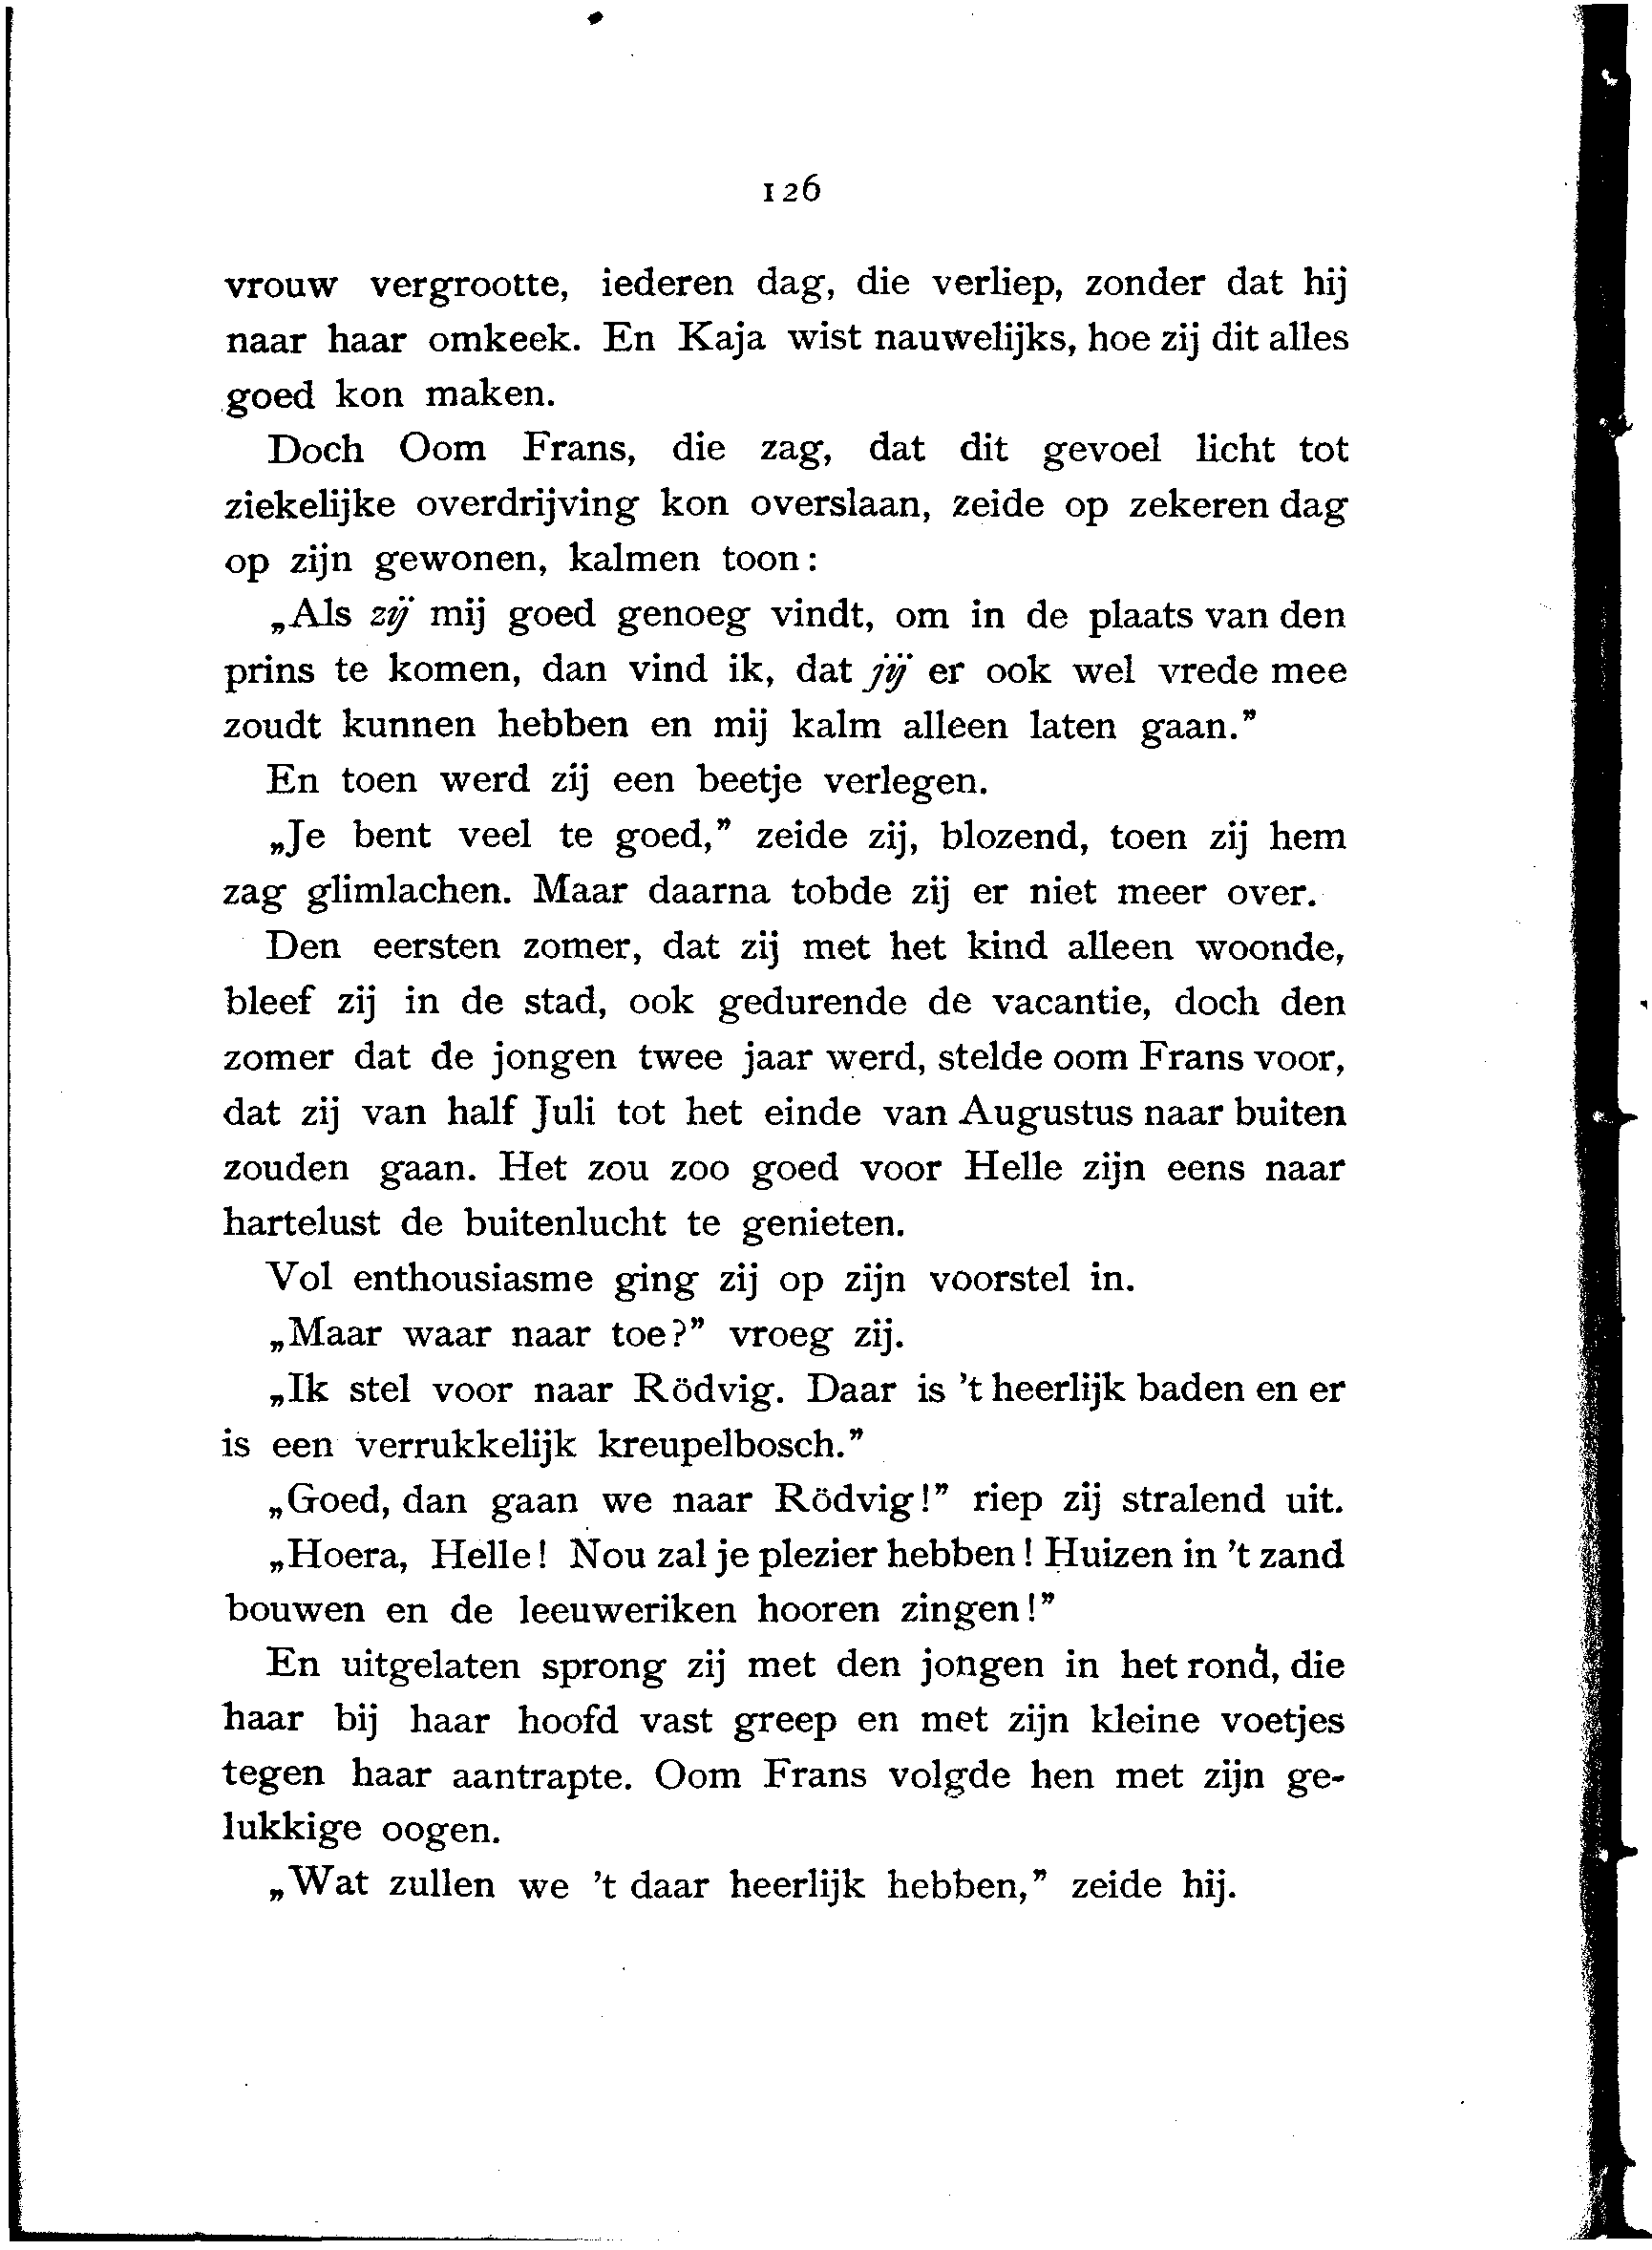 126
vrouw vergrootte, iederen dag, die verliep, zonder dat hij
naar haar omkeek. En Kaja wist nauwelijks, hoe zij dit alles
goed kon maken.
Doch Oom Frans, die zag, dat dit gevoel licht tot
ziekelijke overdrijving kon overslaan, zeide op zekeren dag
op zijn gewonen, kalmen toon:
„Als zij mij goed genoeg vindt, om in de plaats van den
prins te komen, dan vind ik, dat jij er ook wel vrede mee
zoudt kunnen hebben en mij kalm alleen laten gaan.”
En toen werd zij een beetje verlegen.
„Je bent veel te goed,” zeide zij, blozend, toen zij hem
zag glimlachen. Maar daarna tobde zij er niet meer over.
Den eersten zomer, dat zij met het kind alleen woonde,
bleef zij in de stad, ook gedurende de vacantie, doch den
zomer dat de jongen twee jaar werd, stelde oom Frans voor,
dat zij van half Juli tot het einde van Augustus naar buiten
zouden gaan. Het zou zoo goed voor Helle zijn eens naar
hartelust de buitenlucht te genieten.
Vol enthousiasme ging zij op zijn voorstel in.
„Maar waar naar toe?” vroeg zij.
„Ik stel voor naar Rödvig. Daar is 't heerlijk baden en er
is een verrukkelijk kreupelbosch.”
„Goed, dan gaan we naar Rödvig!” riep zij stralend uit.
„Hoera, Helle! Nou zal je plezier hebben! Huizen in 't zand
bouwen en de leeuweriken hooren zingen!”
En uitgelaten sprong zij met den jongen in het rond, die
haar bij haar hoofd vast greep en met zijn kleine voetjes
tegen haar aantrapte. Oom Frans volgde hen met zijn ge-
lukkige oogen.
„Wat zullen we 't daar heerlijk hebben,” zeide hij.